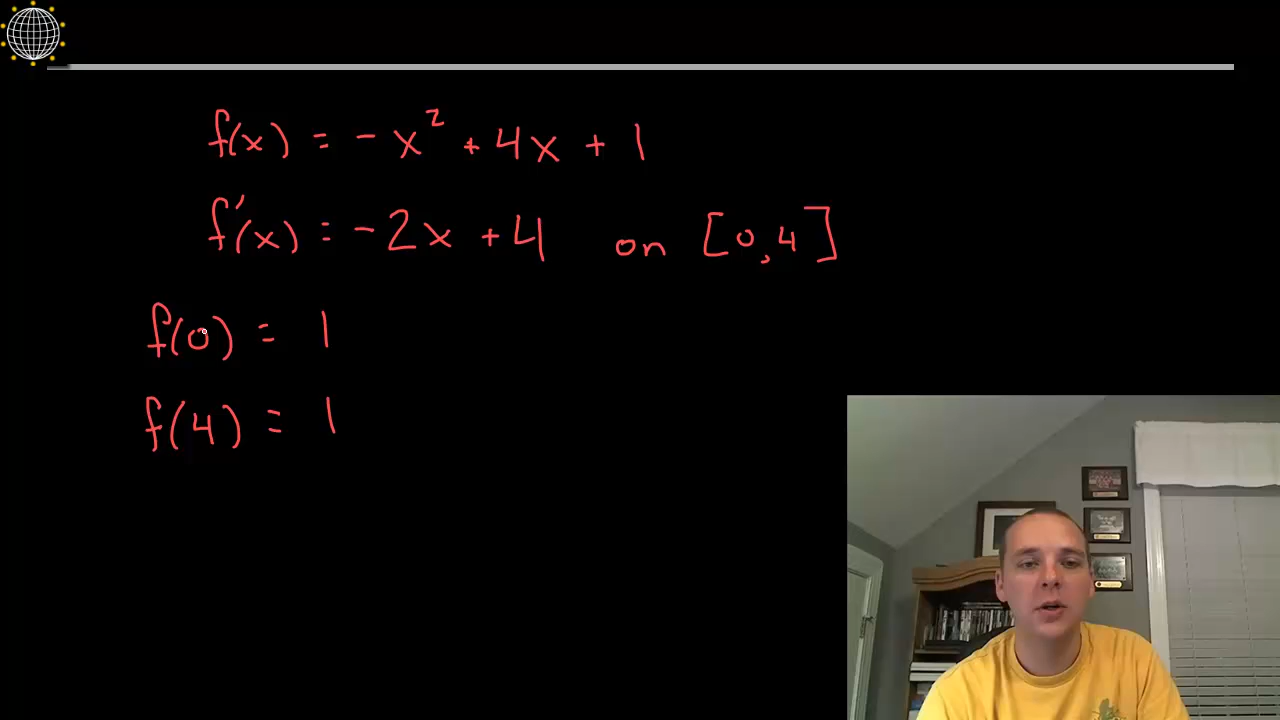 f(x) = -x² + 4x + 1
f'(x) = -2x + 4 on [0,4]
f(0) = 1
f(4) = 1